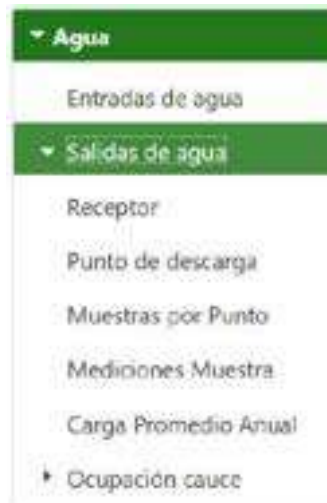 Agua
Entradas de agua
Salidas de agua
Receptor
Punto de descarga
Muestras por Punto
Mediciones Muestra
Carga Promedio Anual
Ocupación cauce